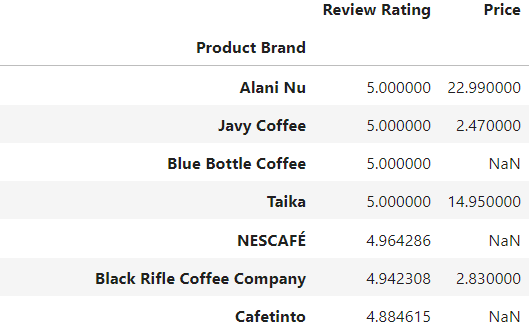 Review Rating Price
Product Brand
Alani Nu 5.000000 22.990000
Javy Coffee 5.000000 2.470000
Blue Bottle Coffee 5.000000 NaN
Taika 5.000000 14.950000
NESCAFÉ 4.964286 NaN
Black Rifle Coffee Company 4.942308 2.830000
Cafetinto 4.884615 NaN